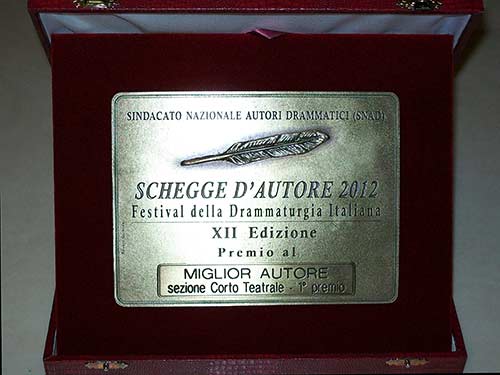 SINDACATO NAZIONALE AUTORI DRAMMATICI (SNAD)
SCHEGGE D'AUTORE 2012
Festival della Drammaturgia Italiana
XII Edizione
Premio al
MIGLIOR AUTORE
sezione Corto Teatrale - 1° premio